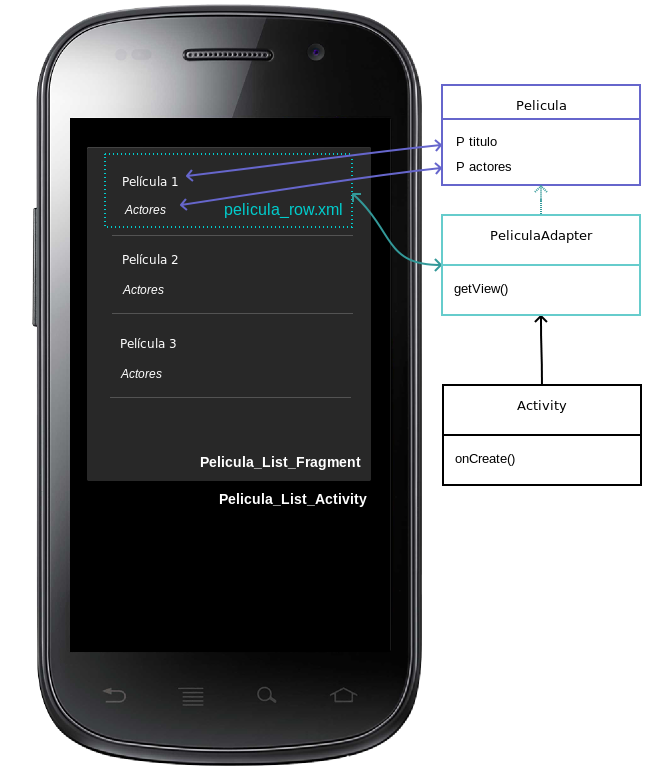 Película 1
Actores
pelicula_row.xml
Película 2
Actores
Película 3
Actores
Pelicula_List_Fragment
Pelicula_List_Activity
Pelicula
P titulo
P actores
PeliculaAdapter
getView()
Activity
onCreate()